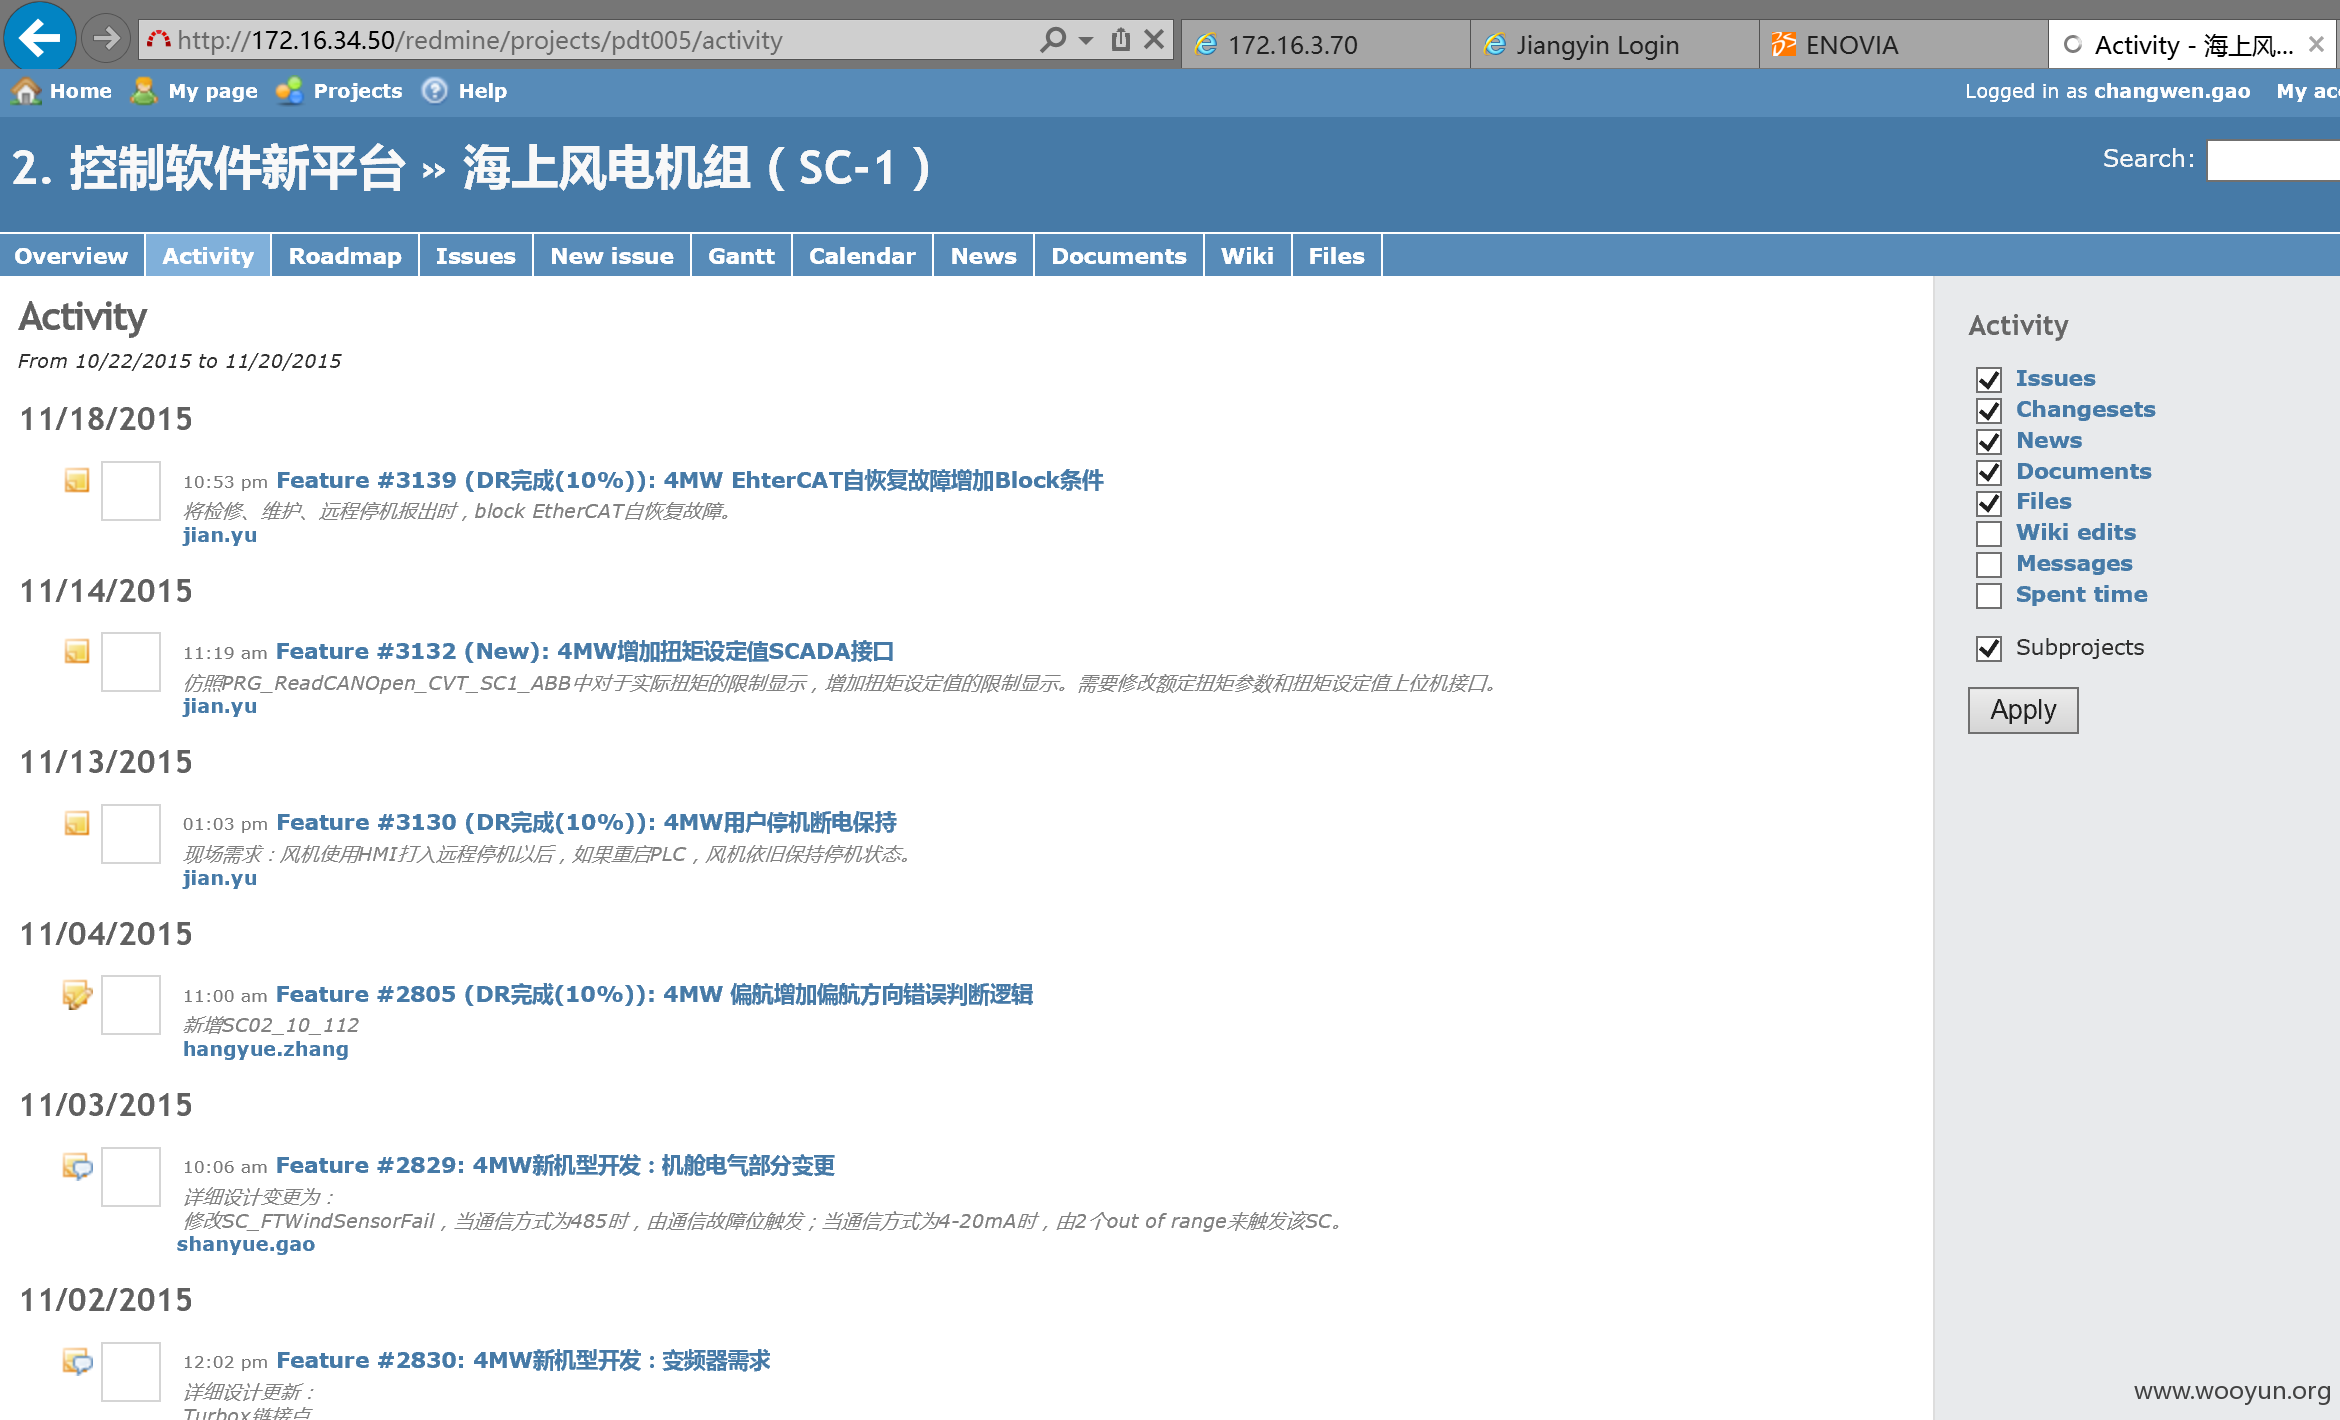 http://172.16.34.50/redmine/projects/pdt005/activity
172.16.3.70
Jiangyin Login
ENOVIA
Activity - 海上风...
Home My page Projects Help
Logged in as changwen.gao My acc
2. 控制软件新平台 » 海上风电机组（SC-1）
Search:
Overview Activity Roadmap Issues New issue Gantt Calendar News Documents Wiki Files
Activity
From 10/22/2015 to 11/20/2015
11/18/2015
10:53 pm Feature #3139 (DR完成(10%)): 4MW EhterCAT自恢复故障增加Block条件
将检修、维护、远程停机报出时，block EtherCAT自恢复故障。
jian.yu
11/14/2015
11:19 am Feature #3132 (New): 4MW增加扭矩设定值SCADA接口
仿照PRG_ReadCANOpen_CVT_SC1_ABB中对于实际扭矩的限制显示，增加扭矩设定值的限制显示。需要修改额定扭矩参数和扭矩设定值上位机接口。
jian.yu
11/13/2015
01:03 pm Feature #3130 (DR完成(10%)): 4MW用户停机断电保持
现场需求：风机使用HMI打入远程停机以后，如果重启PLC，风机依旧保持停机状态。
jian.yu
11/04/2015
11:00 am Feature #2805 (DR完成(10%)): 4MW 偏航增加偏航方向错误判断逻辑
新增SC02_10_112
hangyue.zhang
11/03/2015
10:06 am Feature #2829: 4MW新机型开发：机舱电气部分变更
详细设计变更为：
修改SC_FTWindSensorFail，当通信方式为485时，由通信故障位触发；当通信方式为4-20mA时，由2个out of range来触发该SC。
shanyue.gao
11/02/2015
12:02 pm Feature #2830: 4MW新机型开发：变频器需求
详细设计更新：
Turbox链接点
Activity
Issues
Changesets
News
Documents
Files
Wiki edits
Messages
Spent time
Subprojects
Apply
www.wooyun.org